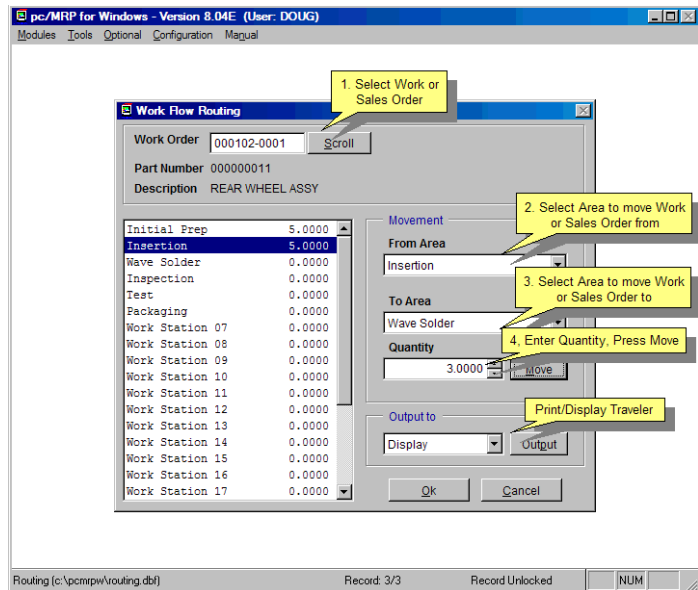 pc/MRP for Windows - Version 8.04E (User: DOUG)
Modules Tools Optional Configuration Manual
1. Select Work or
Sales Order
Work Flow Routing
Work Order 000102-0001 Scroll
Part Number 000000011
Description REAR WHEEL ASSY
Initial Prep 5.0000
Insertion 5.0000
Wave Solder 0.0000
Inspection 0.0000
Test 0.0000
Packaging 0.0000
Work Station 07 0.0000
Work Station 08 0.0000
Work Station 09 0.0000
Work Station 10 0.0000
Work Station 11 0.0000
Work Station 12 0.0000
Work Station 13 0.0000
Work Station 14 0.0000
Work Station 15 0.0000
Work Station 16 0.0000
Work Station 17 0.0000
Movement
2. Select Area to move Work
or Sales Order from
From Area
Insertion
3. Select Area to move Work
or Sales Order to
To Area
Wave Solder
4, Enter Quantity, Press Move
Quantity
3.0000 Move
Print/Display Traveler
Output to
Display Output
Ok Cancel
Routing (c:\pcmrpw\routing.dbf) Record: 3/3 Record Unlocked NUM